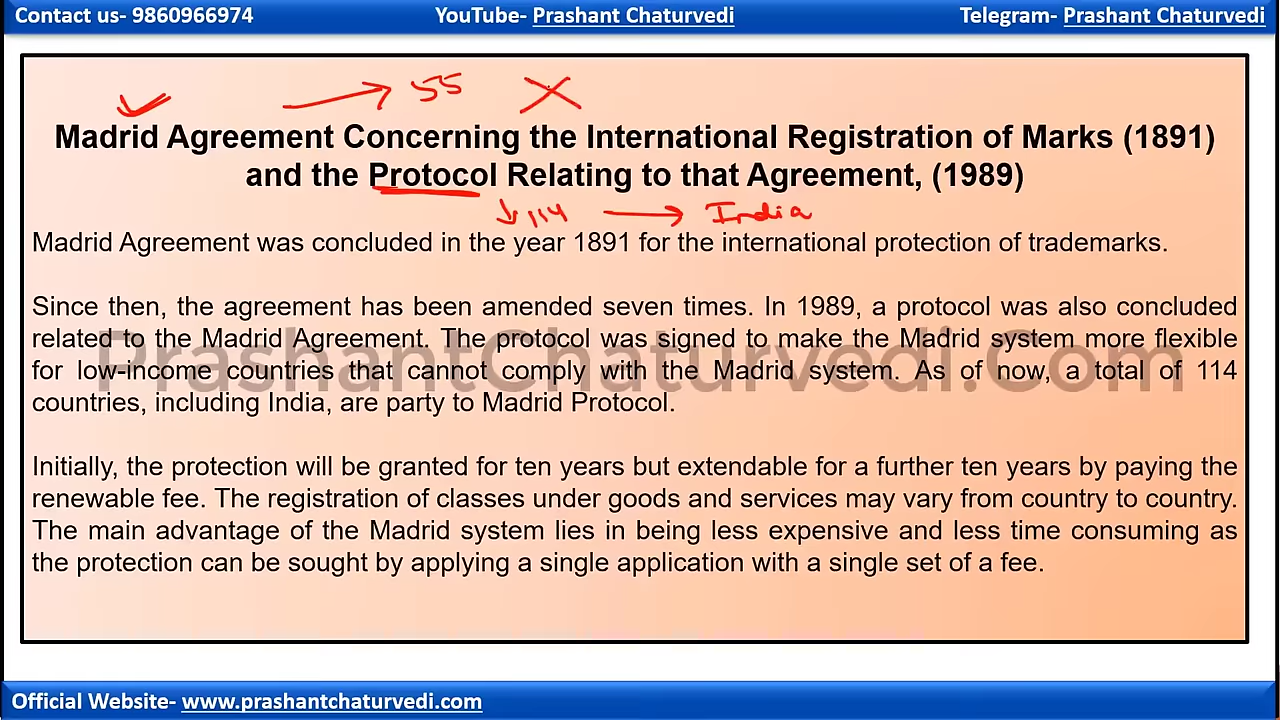 Contact us- 9860966974 YouTube- Prashant Chaturvedi Telegram- Prashant Chaturvedi
55
Madrid Agreement Concerning the International Registration of Marks (1891)
and the Protocol Relating to that Agreement, (1989)
114 India
Madrid Agreement was concluded in the year 1891 for the international protection of trademarks.
Since then, the agreement has been amended seven times. In 1989, a protocol was also concluded
related to the Madrid Agreement. The protocol was signed to make the Madrid system more flexible
for low-income countries that cannot comply with the Madrid system. As of now, a total of 114
countries, including India, are party to Madrid Protocol.
PrashantChaturvedi.Com
Initially, the protection will be granted for ten years but extendable for a further ten years by paying the
renewable fee. The registration of classes under goods and services may vary from country to country.
The main advantage of the Madrid system lies in being less expensive and less time consuming as
the protection can be sought by applying a single application with a single set of a fee.
Official Website- www.prashantchaturvedi.com